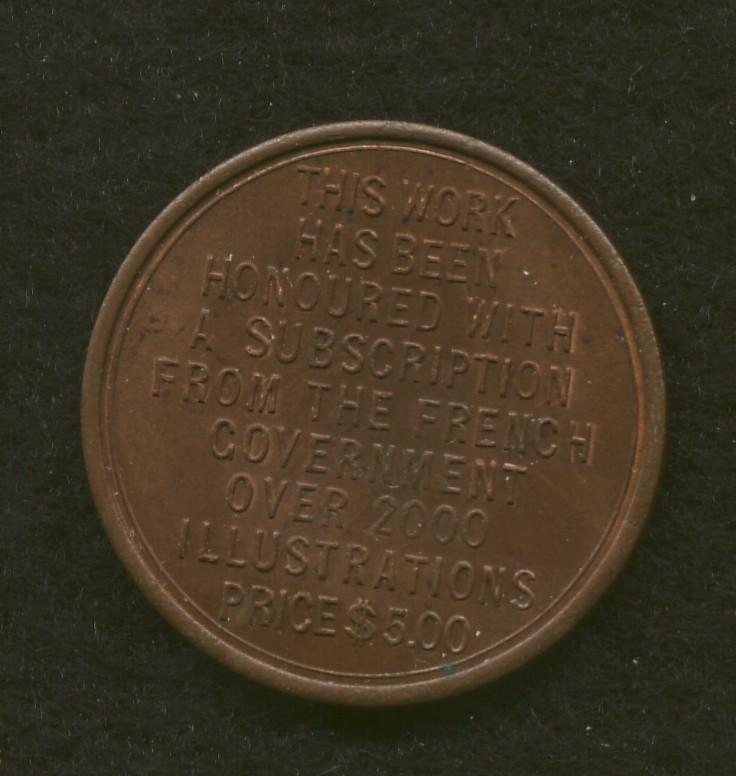 THIS WORK
HAS BEEN
HONOURED WITH
A SUBSCRIPTION
FROM THE FRENCH
GOVERNMENT
OVER 2000
ILLUSTRATIONS
PRICE $5.00